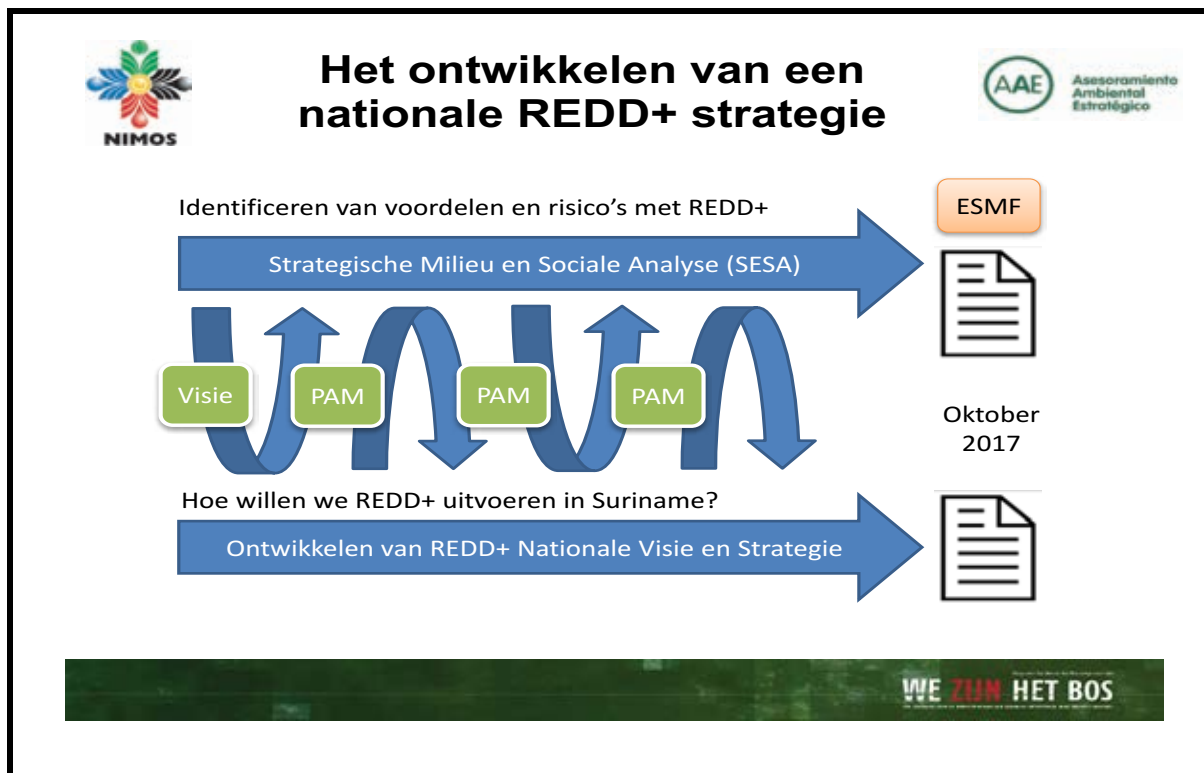 NIMOS
Het ontwikkelen van een
nationale REDD+ strategie
AAE
Asesoramiento
Ambiental
Estratégico
Identificeren van voordelen en risico's met REDD+
ESMF
Strategische Milieu en Sociale Analyse (SESA)
Visie
PAM
PAM
PAM
Oktober
2017
Hoe willen we REDD+ uitvoeren in Suriname?
Ontwikkelen van REDD+ Nationale Visie en Strategie
WE ZIJN HET BOS